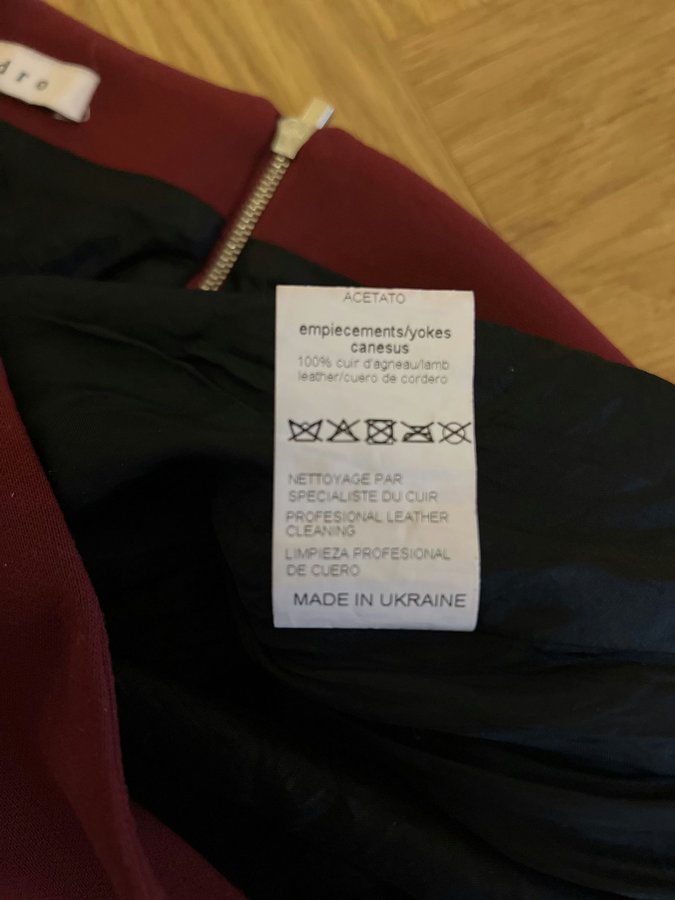 dro
ACETATO
empiecements/yokes
canesus
100% cuir d'agneau/lamb
leather/cuero de cordero
NETTOYAGE PAR
SPECIALISTE DU CUIR
PROFESIONAL LEATHER
CLEANING
LIMPIEZA PROFESIONAL
DE CUERO
MADE IN UKRAINE